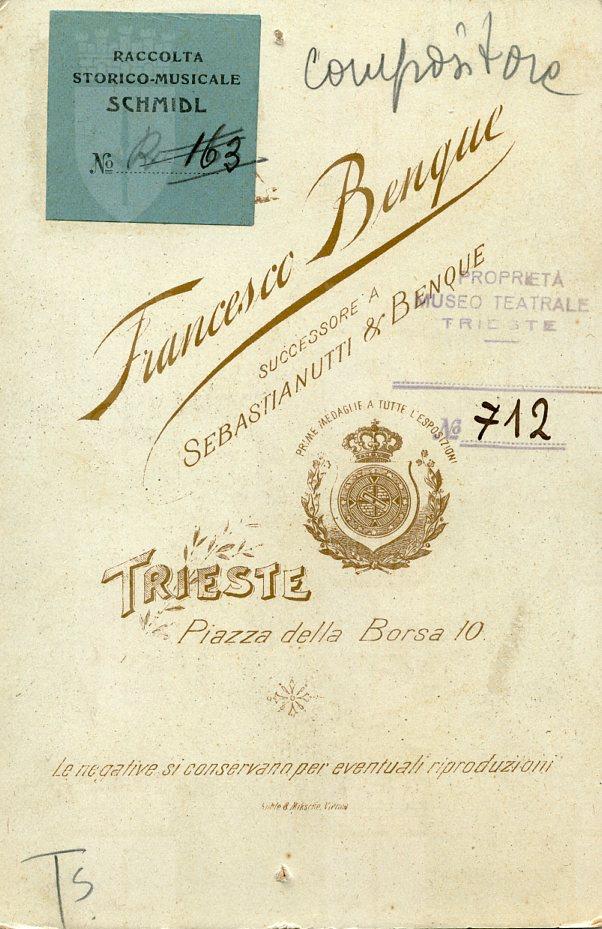 RACCOLTA
STORICO-MUSICALE
SCHMIDL
No R 163
compositore
Francesco Benque
SUCCESSORE A
SEBASTIANUTTI & BENQUE
PROPRIETÀ
MUSEO TEATRALE
TRIESTE
No 712
PRIME MEDAGLIE A TUTTE L'ESPOSIZIONI
TRIESTE
Piazza della Borsa 10.
Le negative si conservano per eventuali riproduzioni
Vienna
Ts.